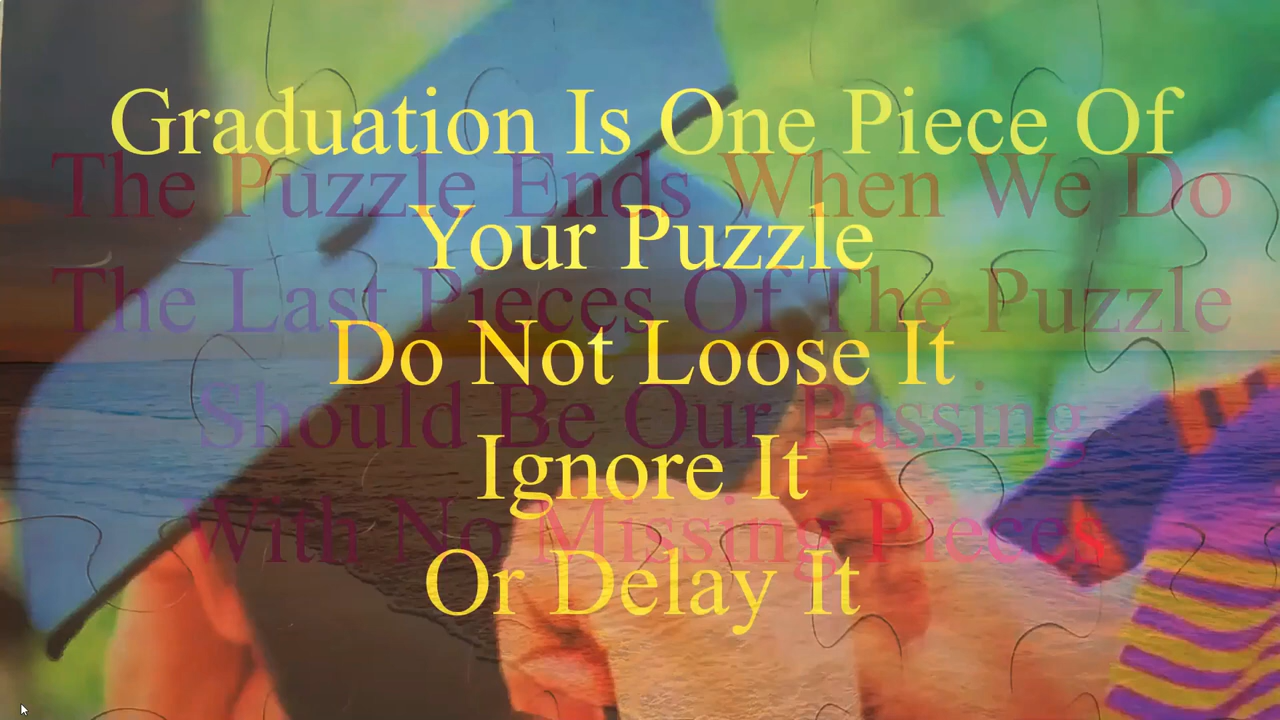 Graduation Is One Piece Of
The Puzzle Ends When We Do
Your Puzzle
The Last Pieces Of The Puzzle
Do Not Loose It
Should Be Our Passing
Ignore It
With No Missing Pieces
Or Delay It